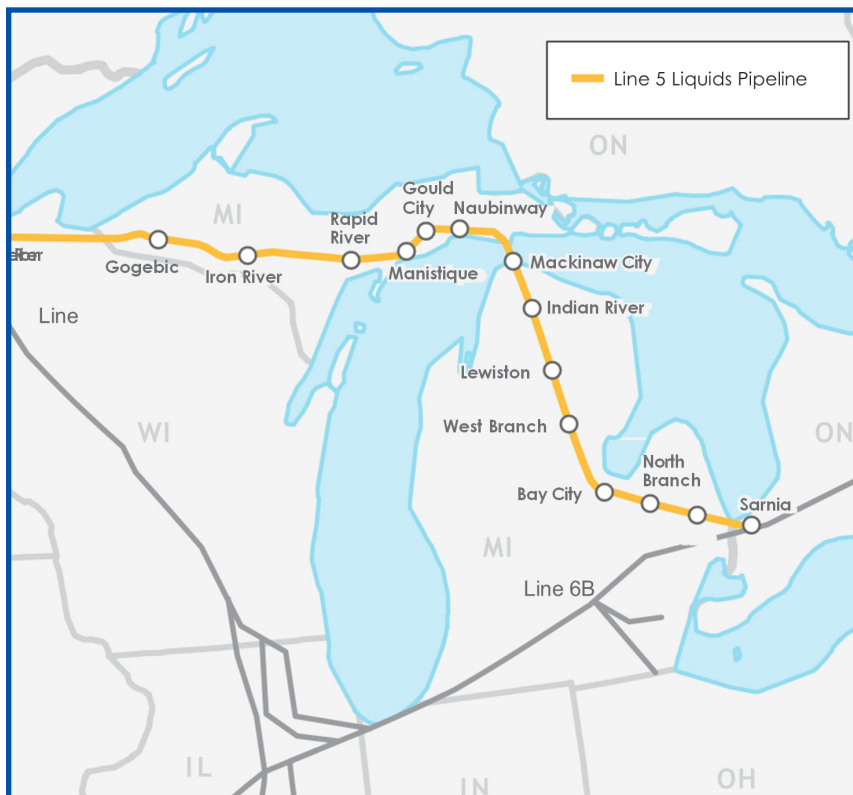 Line 5 Liquids Pipeline
ON
Gould
City
Naubinway
MI
Rapid
River
Gogebic
Iron River
Manistique
Mackinaw City
Indian River
Line
Lewiston
WI
West Branch
ON
North
Branch
Bay City
Sarnia
MI
Line 6B
IL
IN
OH